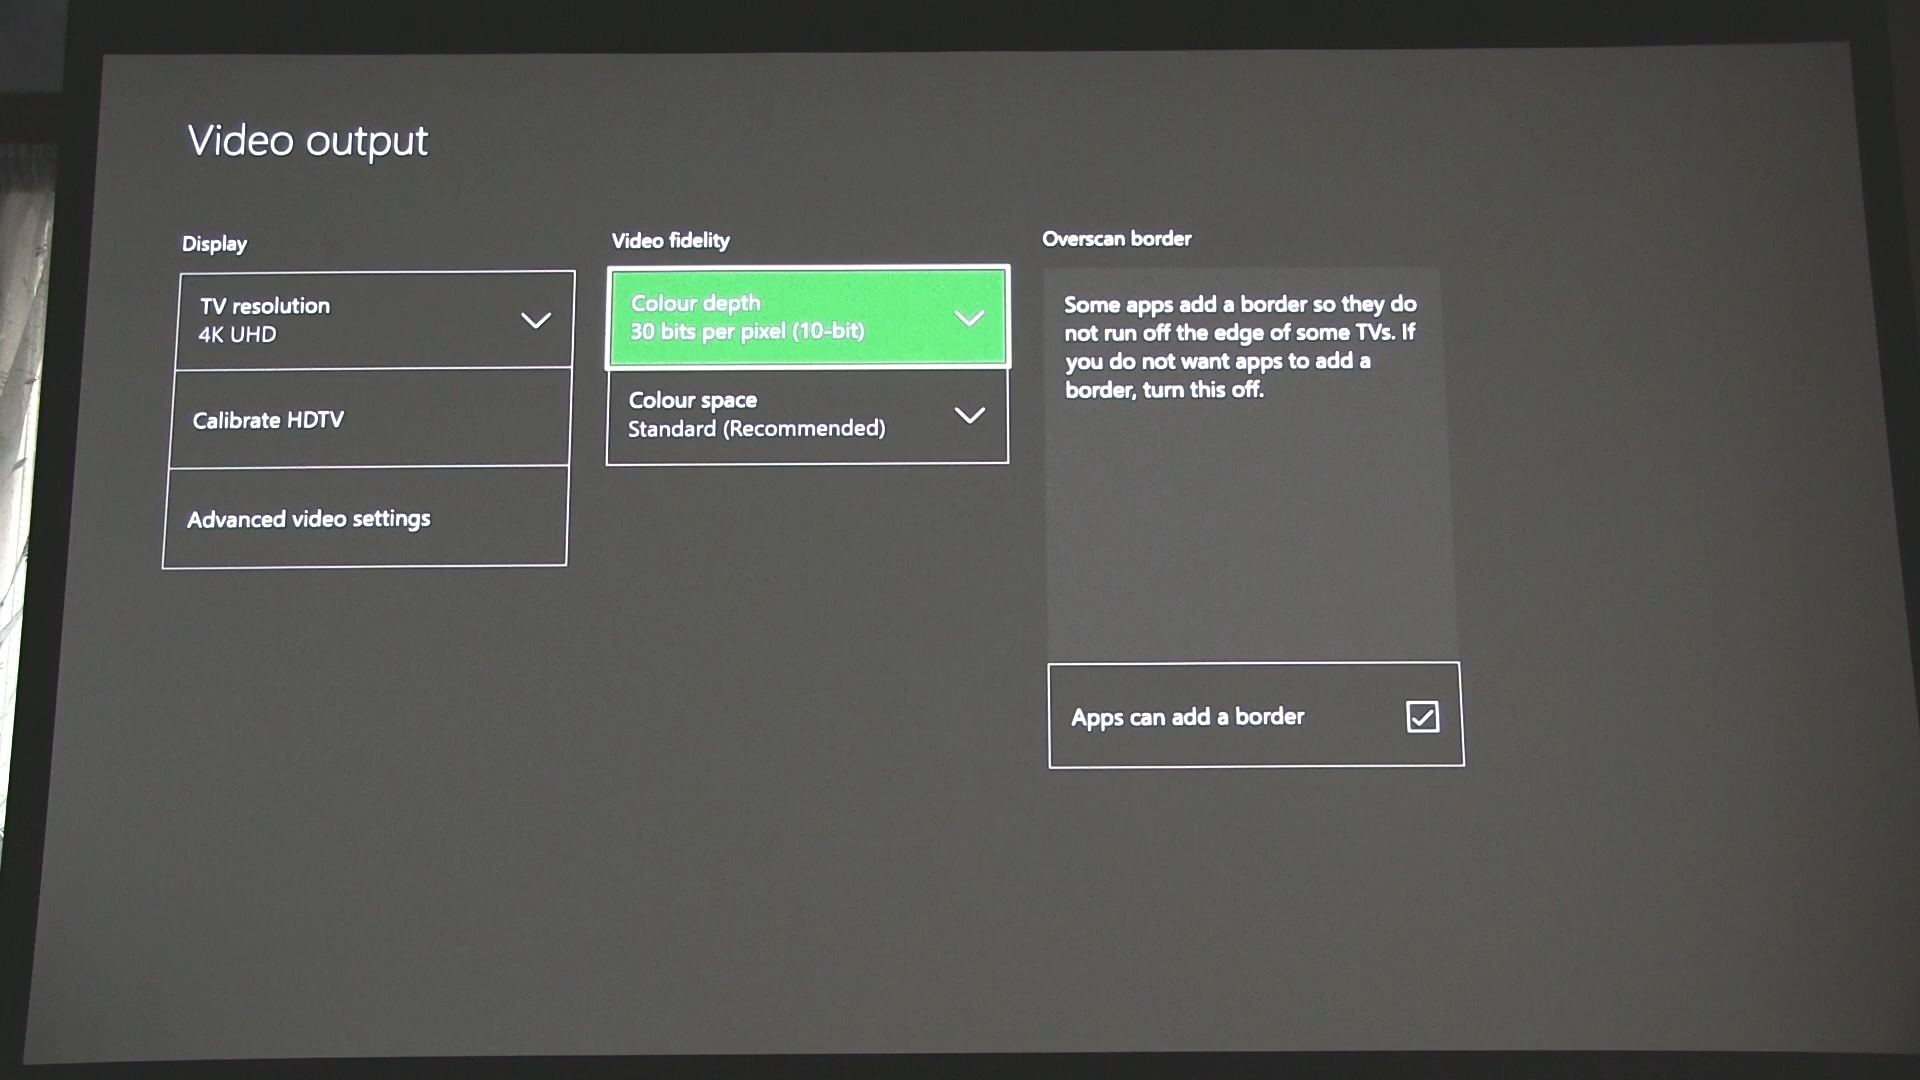 Video output
Display
TV resolution
4K UHD
Calibrate HDTV
Advanced video settings
Video fidelity
Colour depth
30 bits per pixel (10-bit)
Colour space
Standard (Recommended)
Overscan border
Some apps add a border so they do
not run off the edge of some TVs. If
you do not want apps to add a
border, turn this off.
Apps can add a border